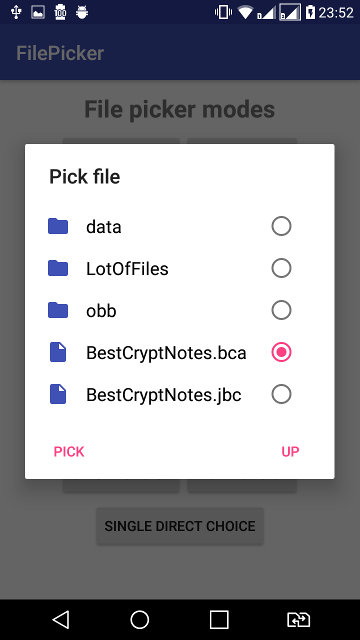 100
23:52
FilePicker
File picker modes
Pick file
data
LotOfFiles
obb
BestCryptNotes.bca
BestCryptNotes.jbc
PICK UP
SINGLE DIRECT CHOICE